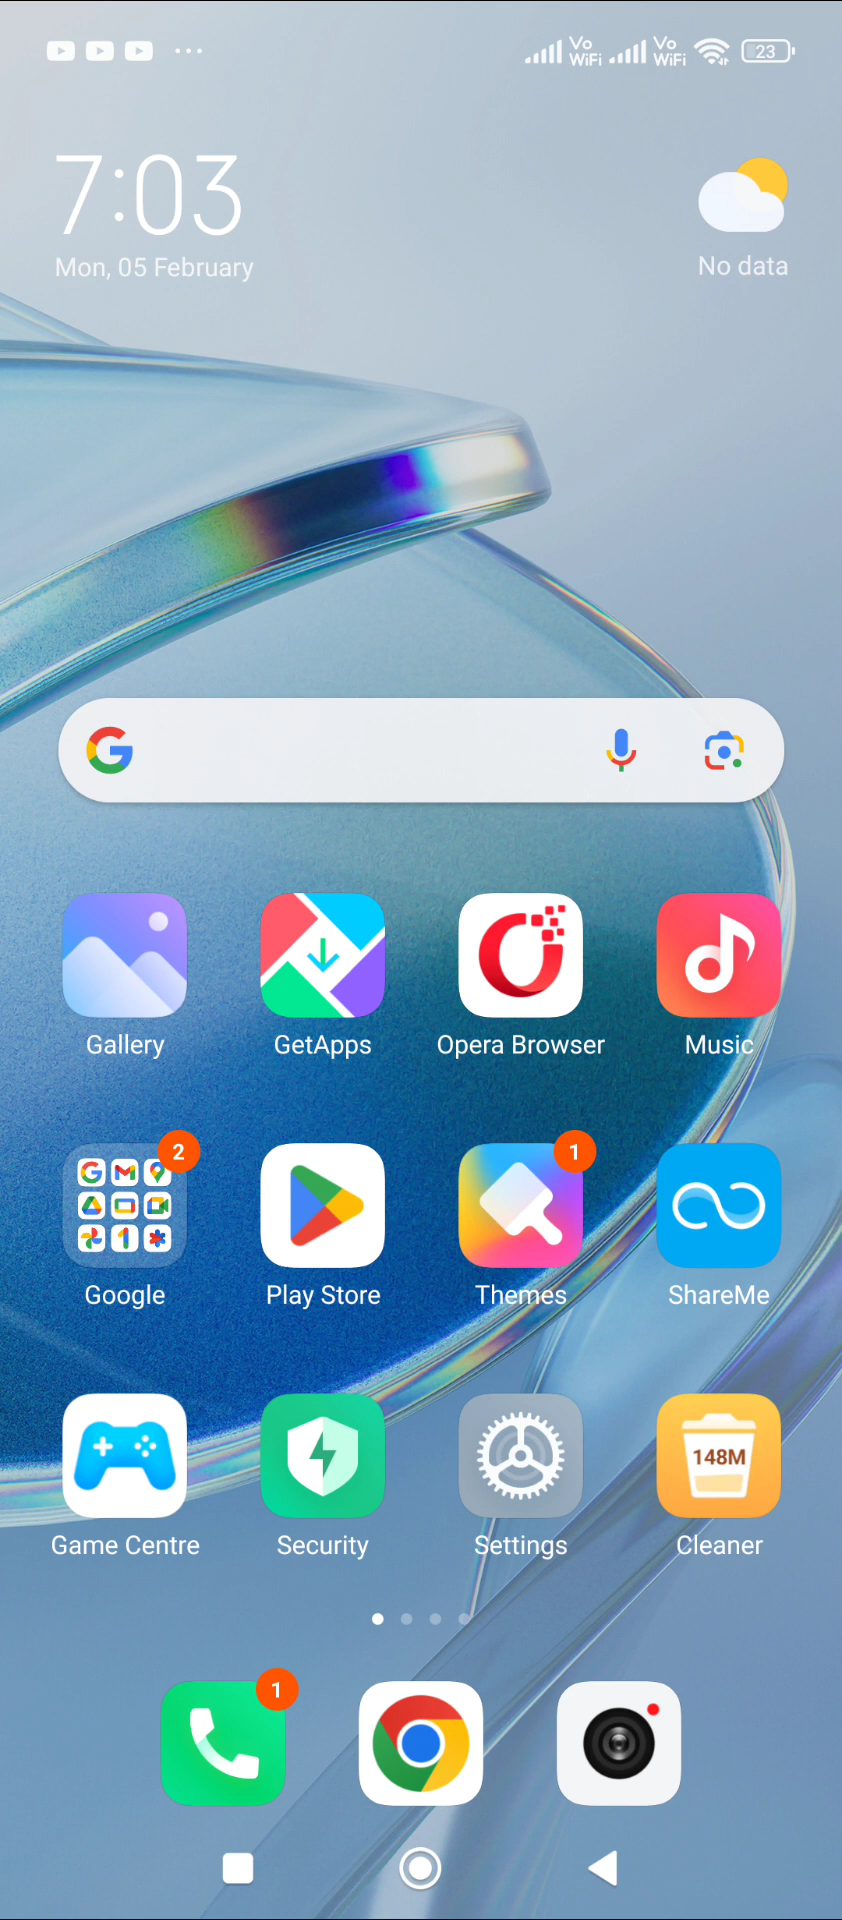 Vo
WiFi
Vo
WiFi
23
7:03
Mon, 05 February
No data
Gallery
GetApps
Opera Browser
Music
2
1
Google
Play Store
Themes
ShareMe
148M
Game Centre
Security
Settings
Cleaner
1